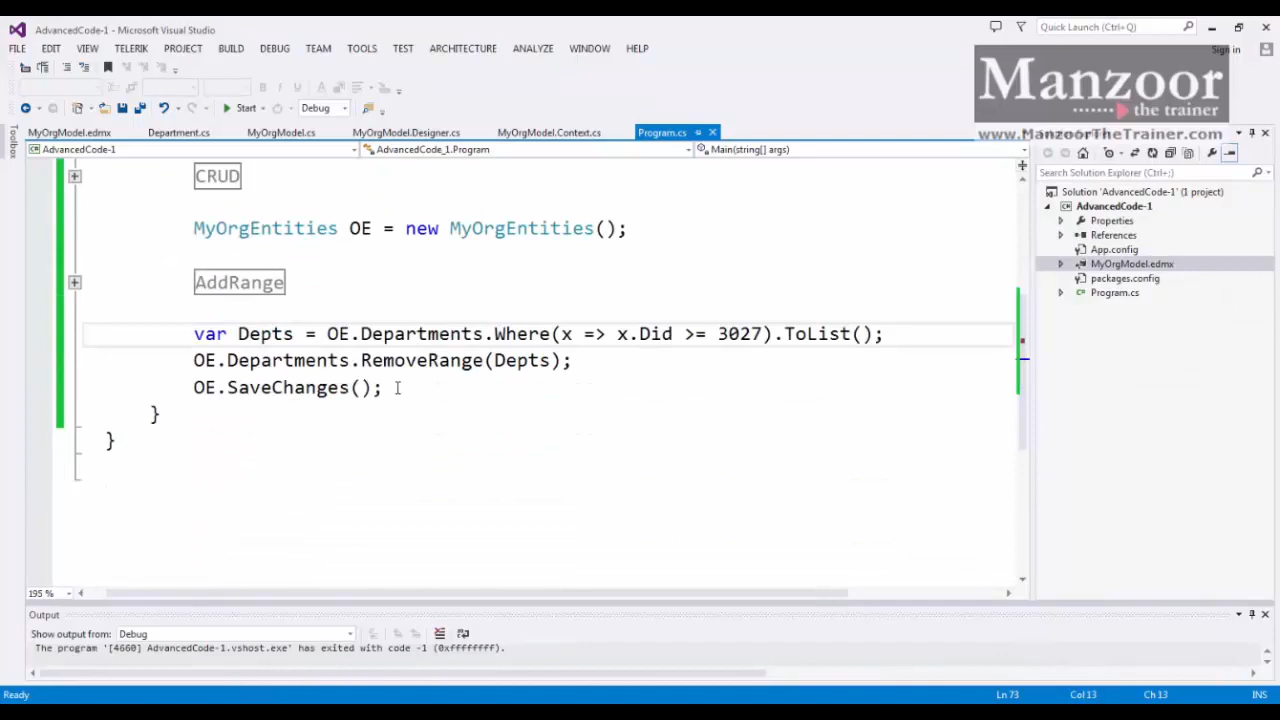 AdvancedCode-1 - Microsoft Visual Studio
Quick Launch (Ctrl+Q)
FILE EDIT VIEW TELERIK PROJECT BUILD DEBUG TEAM TOOLS TEST ARCHITECTURE ANALYZE WINDOW HELP
Sign in
Manzoor
the trainer
www.ManzoorTheTrainer.com
Start
Debug
MyOrgModel.edmx Department.cs MyOrgModel.cs MyOrgModel.Designer.cs MyOrgModel.Context.cs Program.cs
Toolbox
AdvancedCode-1 AdvancedCode_1.Program Main(string[] args)
CRUD
MyOrgEntities OE = new MyOrgEntities();
AddRange
var Depts = OE.Departments.Where(x => x.Did >= 3027).ToList();
OE.Departments.RemoveRange(Depts);
OE.SaveChanges();
}
}
195 %
Search Solution Explorer (Ctrl+;)
Solution 'AdvancedCode-1' (1 project)
AdvancedCode-1
Properties
References
App.config
MyOrgModel.edmx
packages.config
Program.cs
Output
Show output from: Debug
The program '[4660] AdvancedCode-1.vshost.exe' has exited with code -1 (0xffffffff).
Ready Ln 73 Col 13 Ch 13 INS